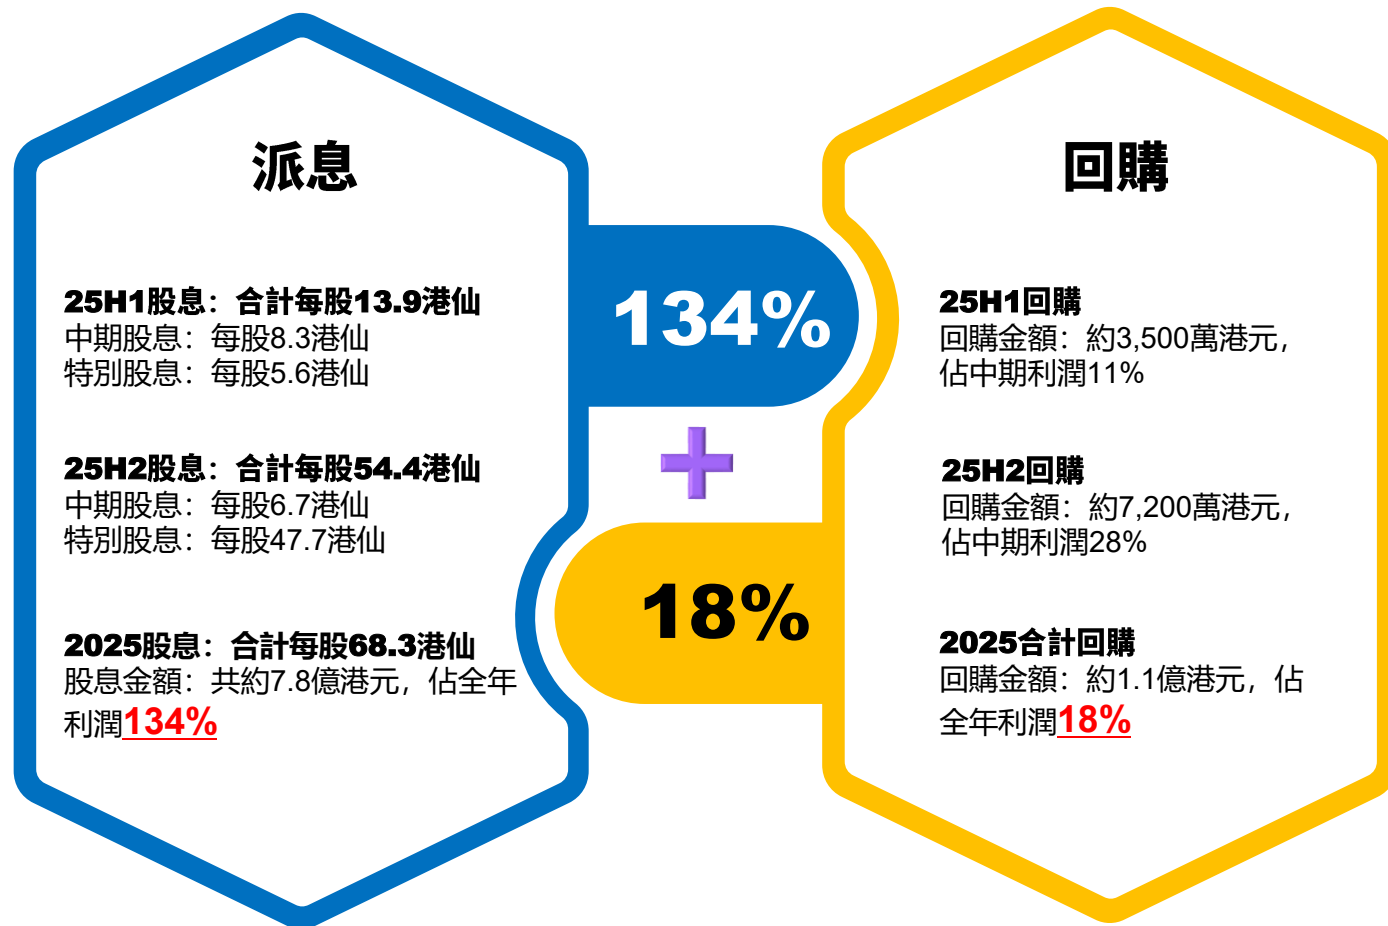 派息
25H1股息：合計每股13.9港仙
中期股息：每股8.3港仙
特別股息：每股5.6港仙
25H2股息：合計每股54.4港仙
中期股息：每股6.7港仙
特別股息：每股47.7港仙
2025股息：合計每股68.3港仙
股息金額：共約7.8億港元，佔全年
利潤134%
134%
+
18%
回購
25H1回購
回購金額：約3,500萬港元，
佔中期利潤11%
25H2回購
回購金額：約7,200萬港元，
佔中期利潤28%
2025合計回購
回購金額：約1.1億港元，佔
全年利潤18%